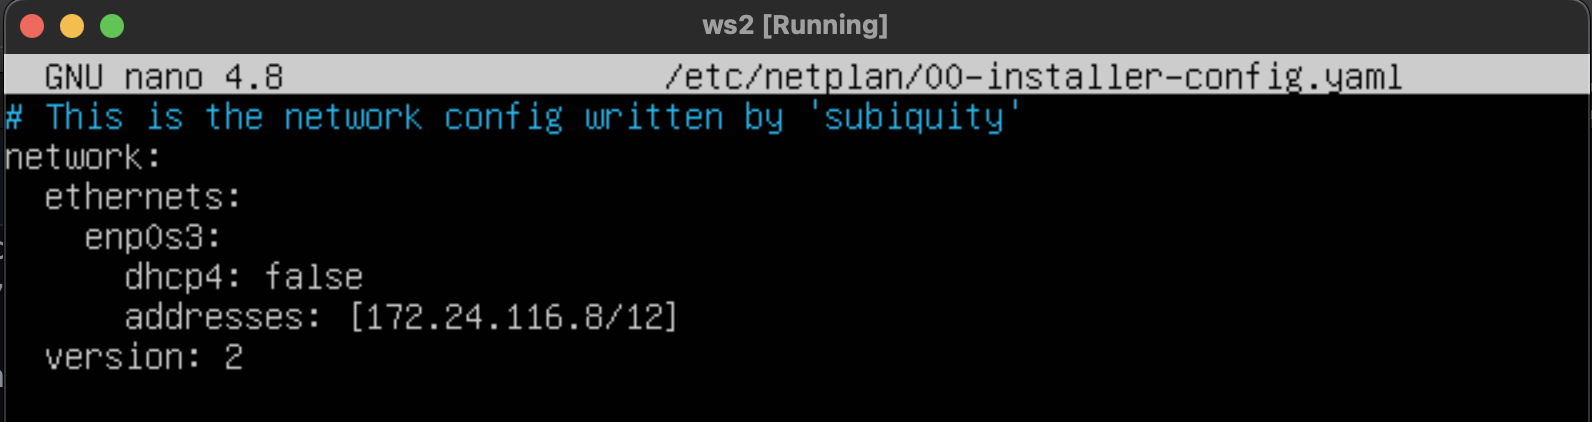 ws2 [Running]
GNU nano 4.8 /etc/netplan/00-installer-config.yaml
# This is the network config written by 'subiquity'
network:
  ethernets:
    enp0s3:
      dhcp4: false
      addresses: [172.24.116.8/12]
  version: 2